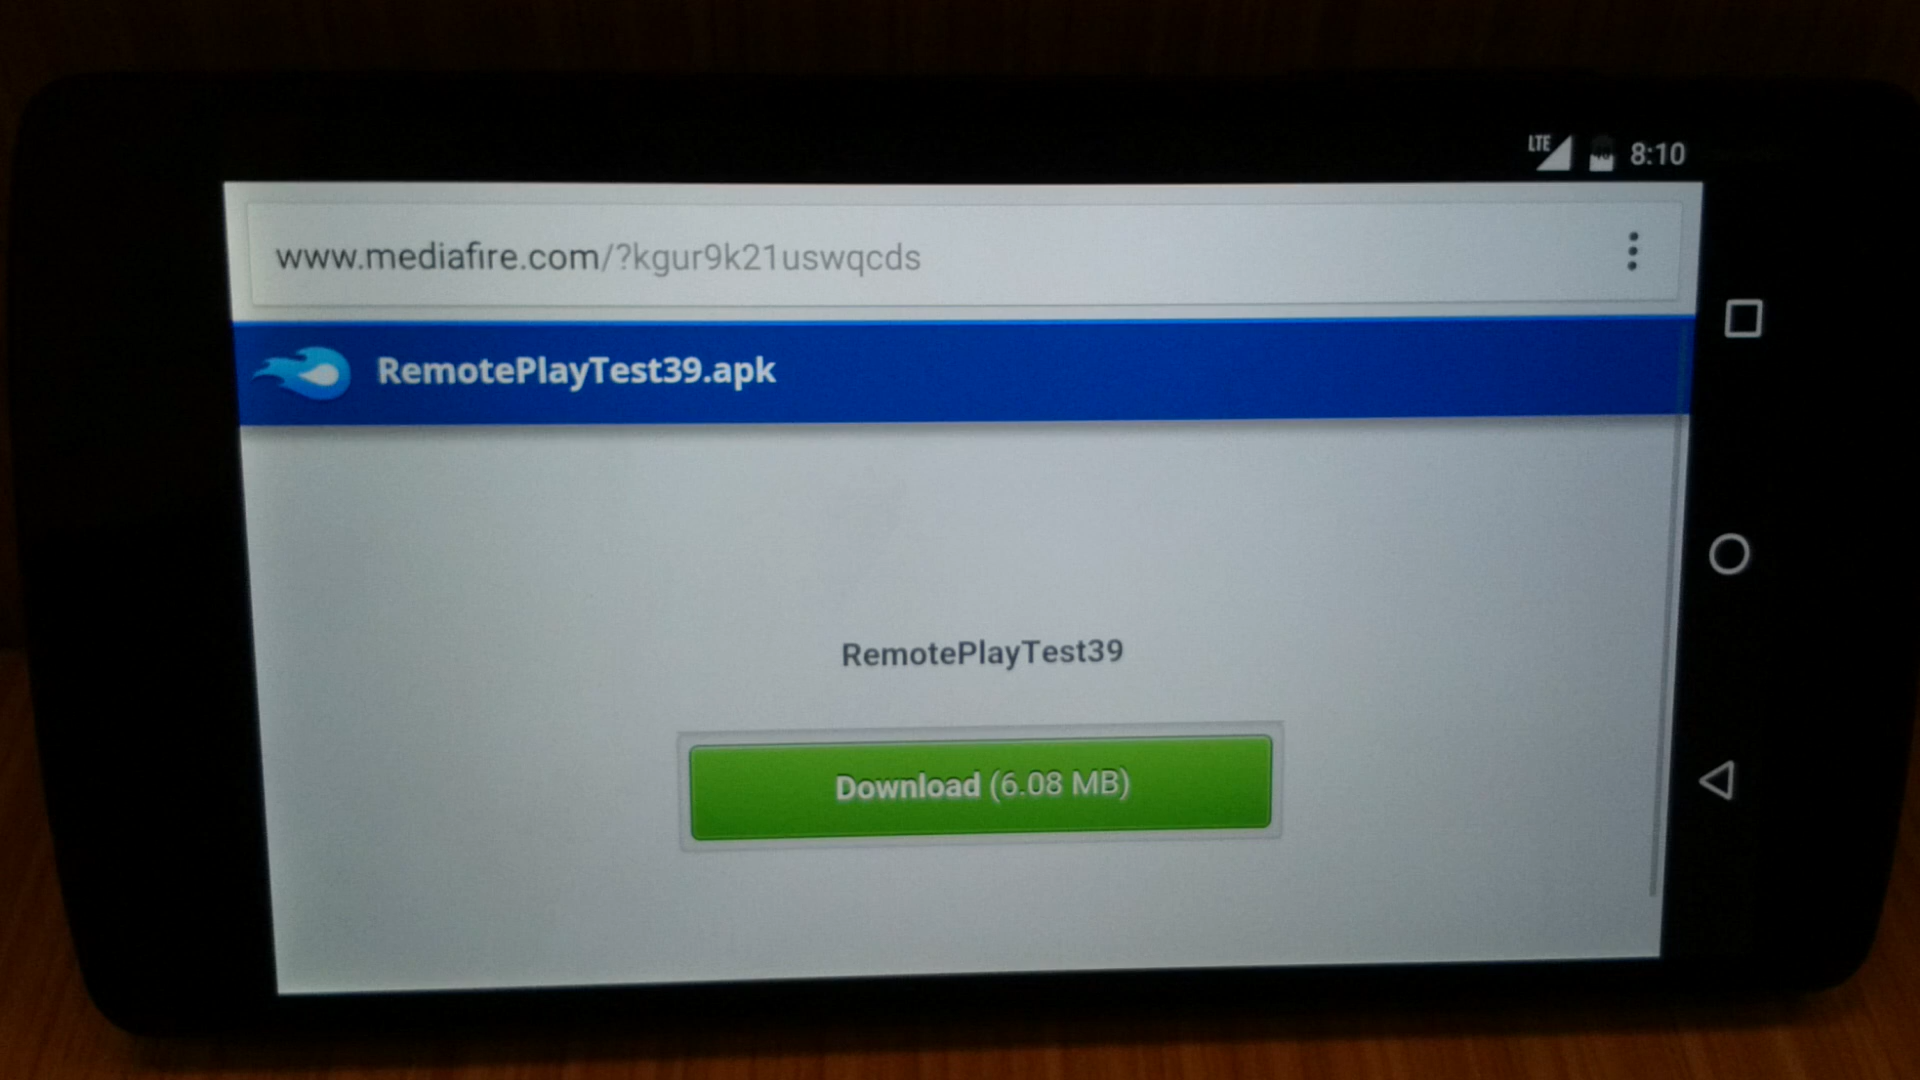 LTE 8:10
www.mediafire.com/?kgur9k21uswqcds
RemotePlayTest39.apk
RemotePlayTest39
Download (6.08 MB)